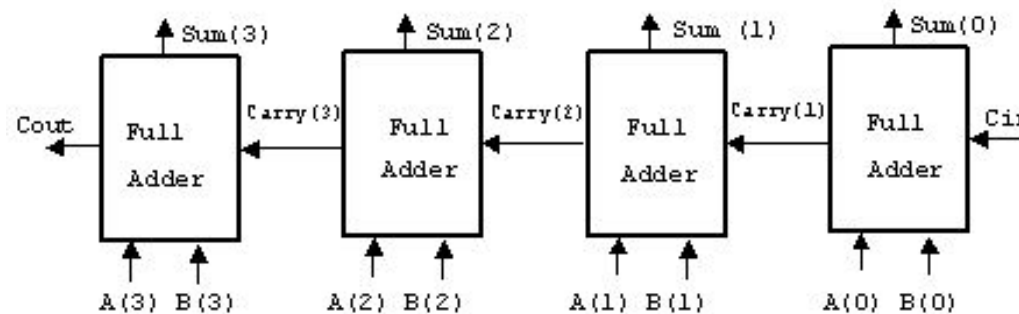 Sum(3) Sum(2) Sum (1) Sum(0)
Carry(3) Carry(2) Carry(1)
Cout Full Full Full Full Cin
Adder Adder Adder Adder
A(3) B(3) A(2) B(2) A(1) B(1) A(0) B(0)